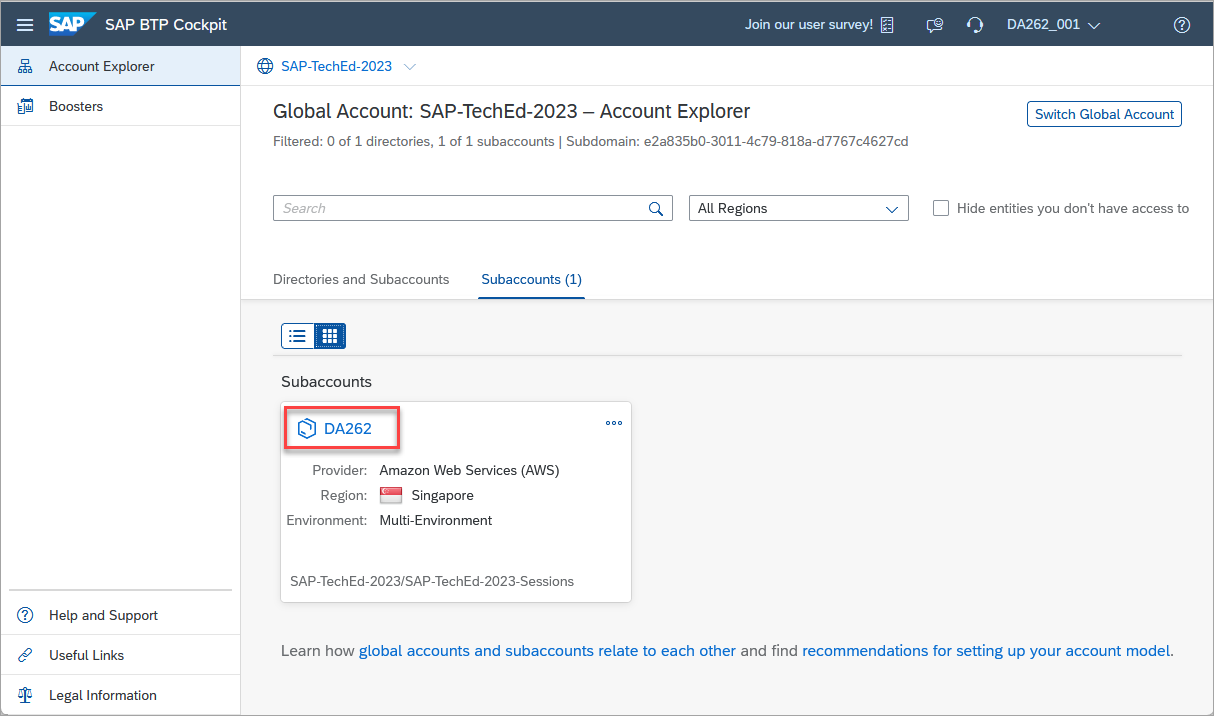 SAP SAP BTP Cockpit
Join our user survey!
DA262_001
Account Explorer
Boosters
SAP-TechEd-2023
Global Account: SAP-TechEd-2023 – Account Explorer
Switch Global Account
Filtered: 0 of 1 directories, 1 of 1 subaccounts | Subdomain: e2a835b0-3011-4c79-818a-d7767c4627cd
Search
All Regions
Hide entities you don't have access to
Directories and Subaccounts
Subaccounts (1)
Subaccounts
DA262
Provider: Amazon Web Services (AWS)
Region: Singapore
Environment: Multi-Environment
SAP-TechEd-2023/SAP-TechEd-2023-Sessions
Learn how global accounts and subaccounts relate to each other and find recommendations for setting up your account model.
Help and Support
Useful Links
Legal Information